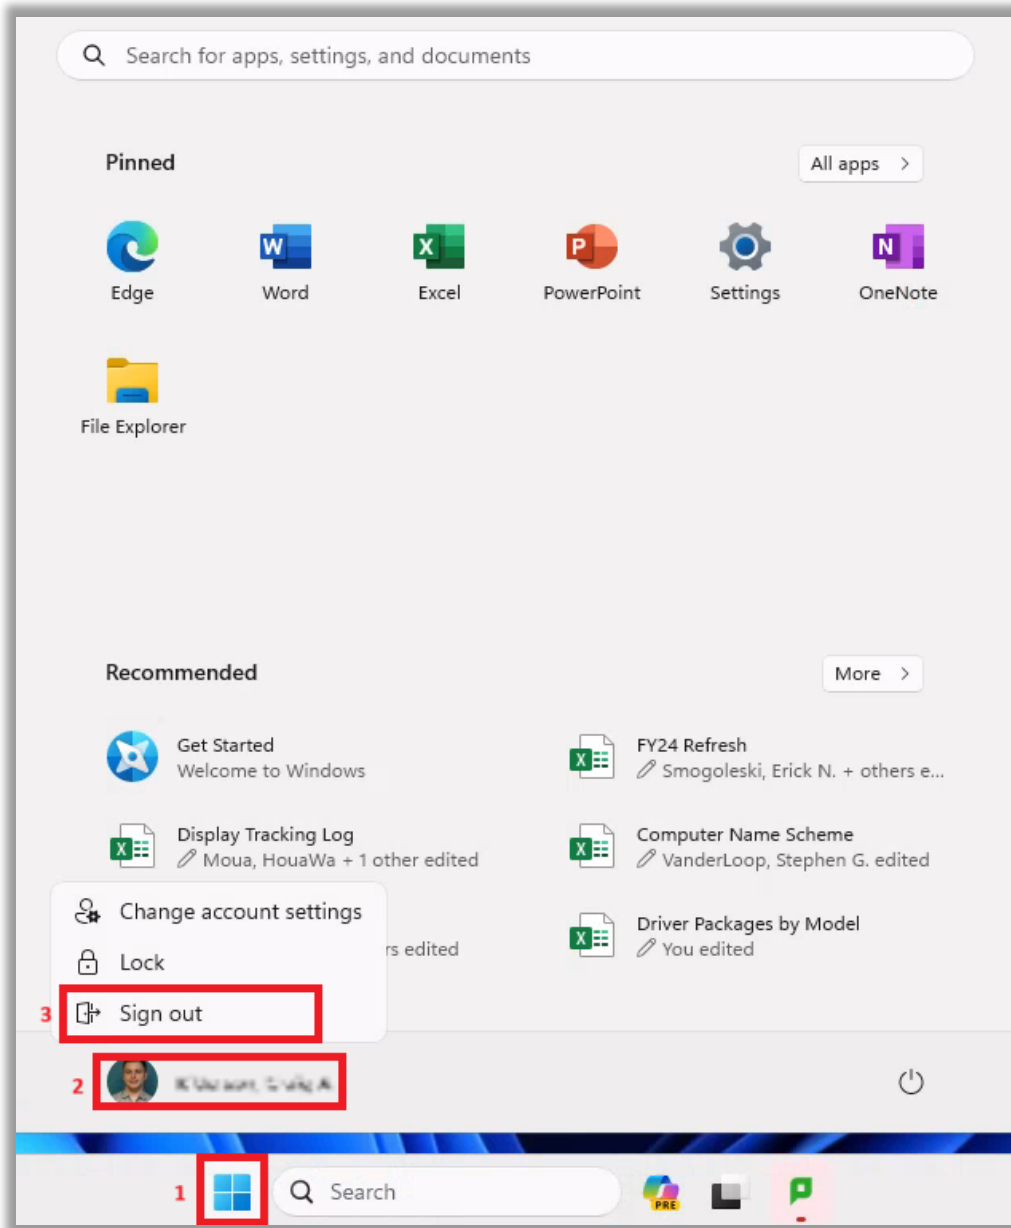 Search for apps, settings, and documents
Pinned
All apps
Edge
Word
Excel
PowerPoint
Settings
OneNote
File Explorer
Recommended
More
Get Started
Welcome to Windows
FY24 Refresh
Smogoleski, Erick N. + others e...
Display Tracking Log
Moua, HouaWa + 1 other edited
Computer Name Scheme
VanderLoop, Stephen G. edited
Driver Packages by Model
You edited
rs edited
Change account settings
Lock
3 Sign out
2
1 Search
PRE